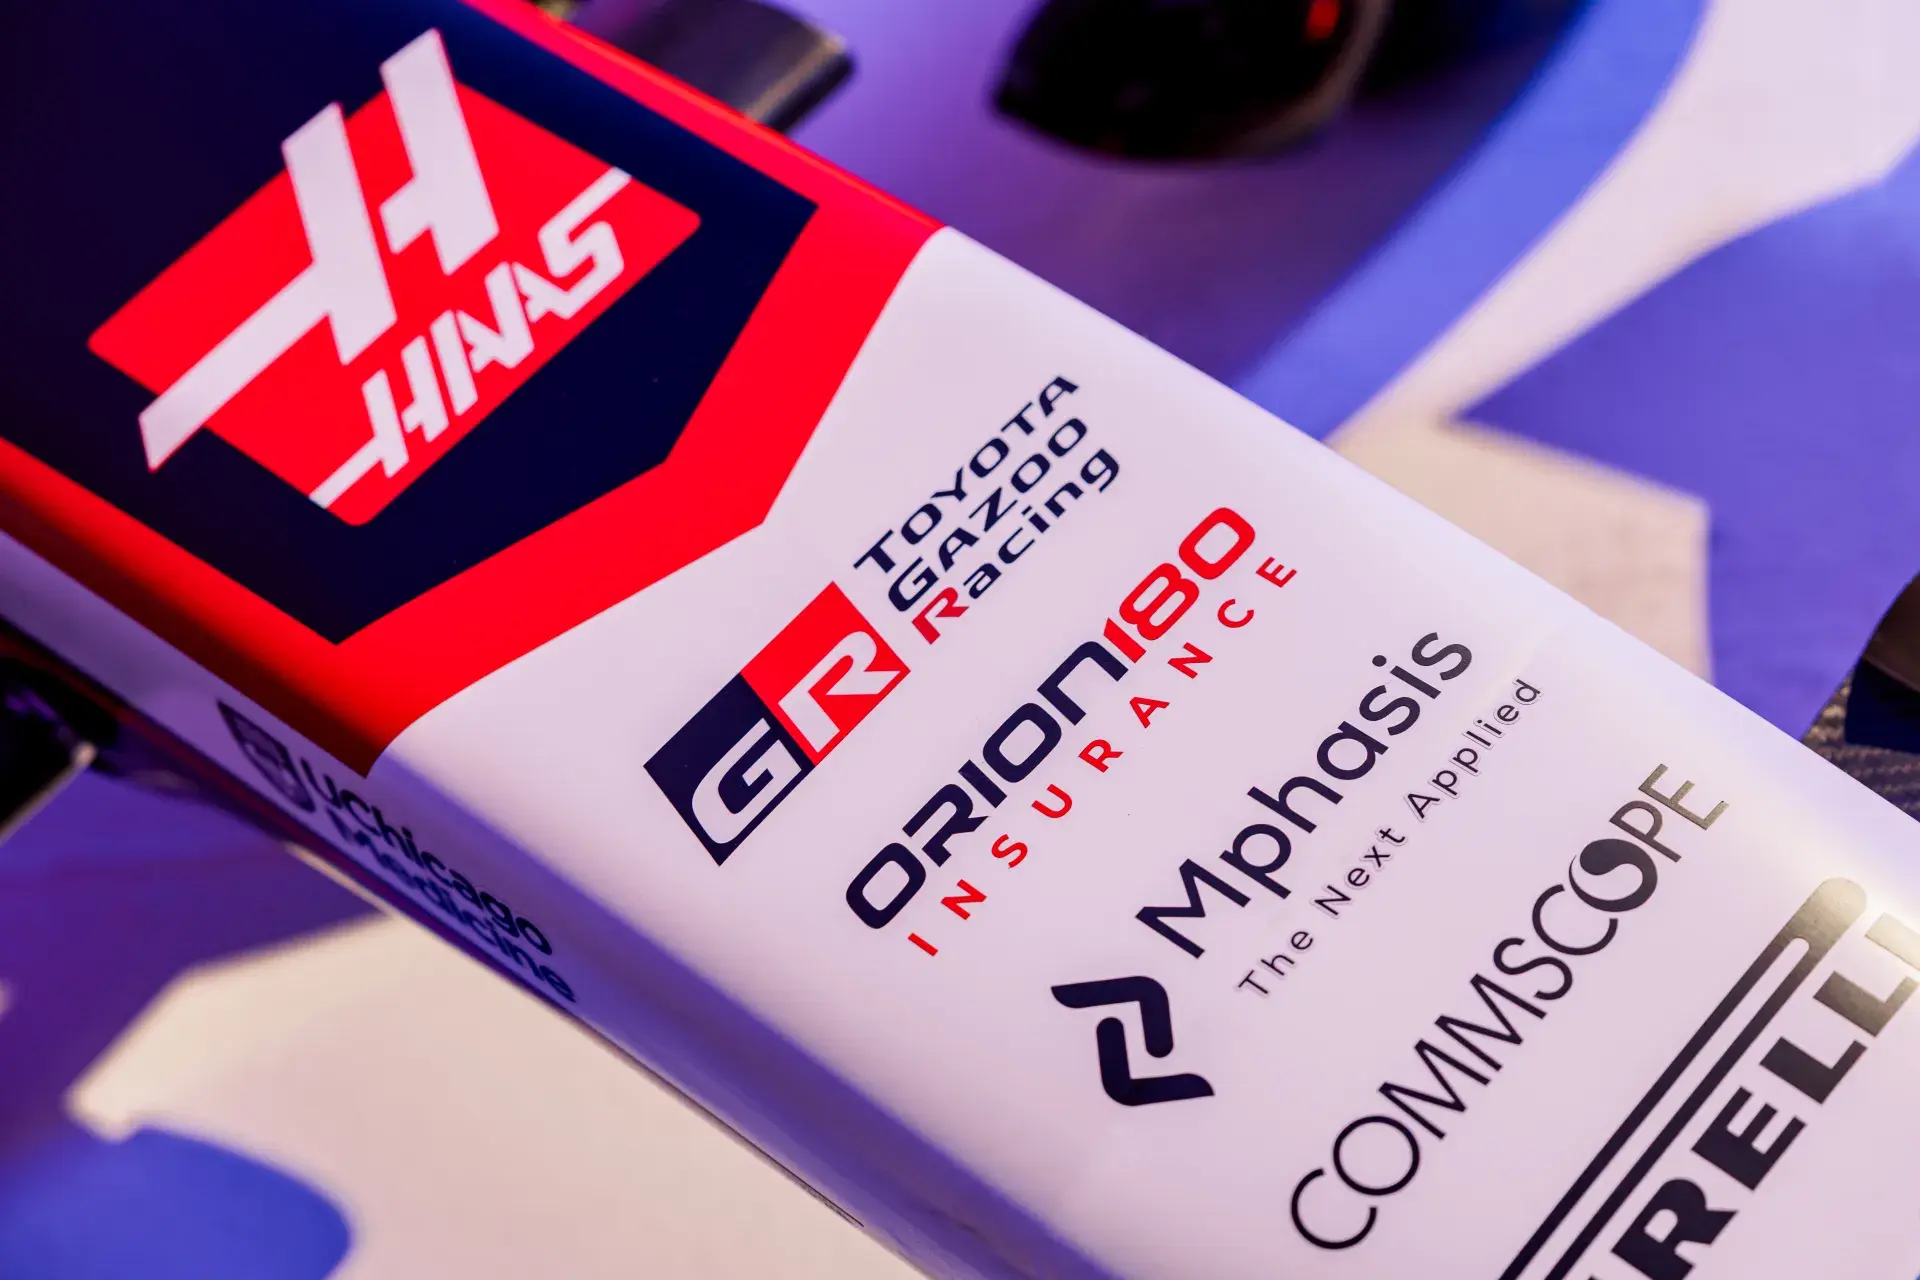 HAAS
TOYOTA
GAZOO
Racing
GR
ORION180
INSURANCE
Mphasis
The Next Applied
COMMSCOPE
UChicago
Medicine